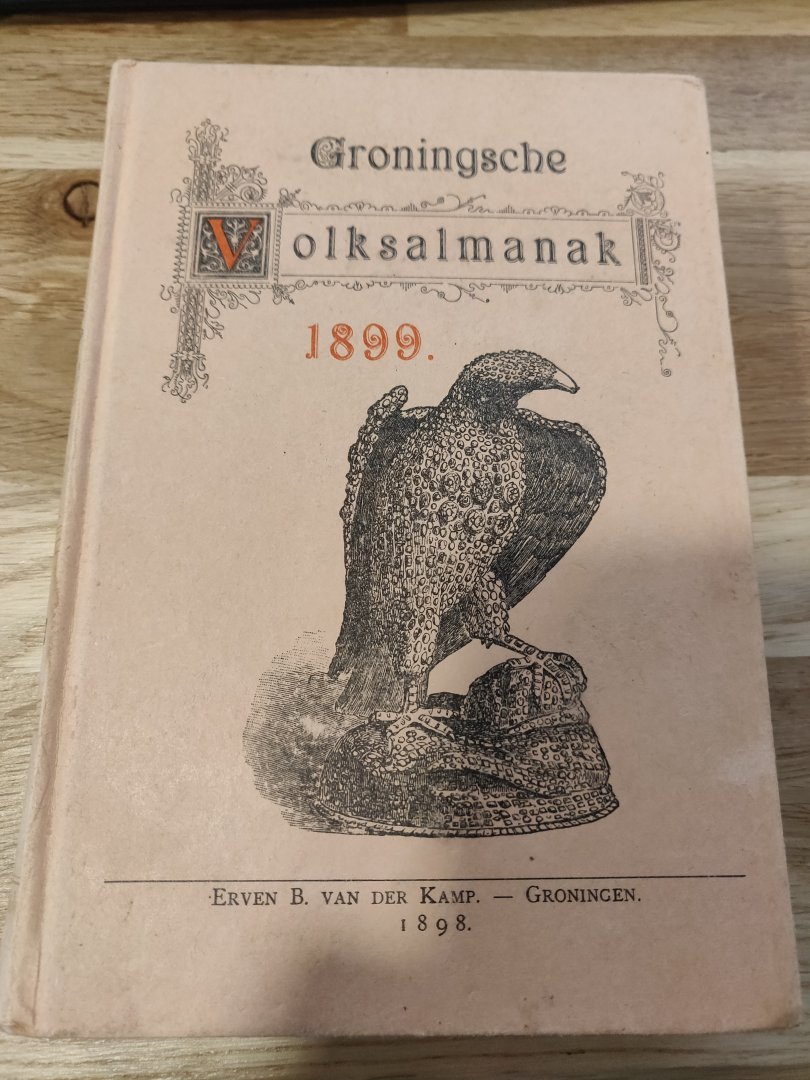 Groningsche
Volksalmanak
1899.
ERVEN B. VAN DER KAMP. — GRONINGEN.
1898.